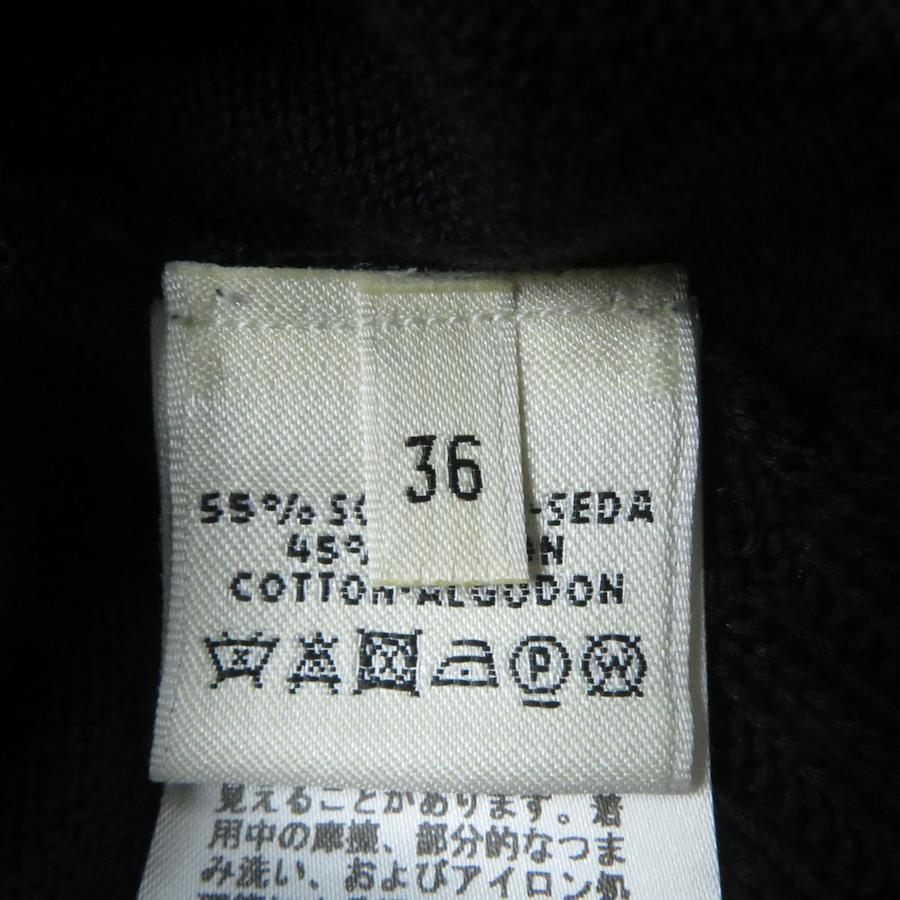 36
55% SO -SEDA
45% N
COTTON-ALGODON
P W
見えることがあります。着
用中の摩擦、部分的なつま
み洗い、およびアイロン処